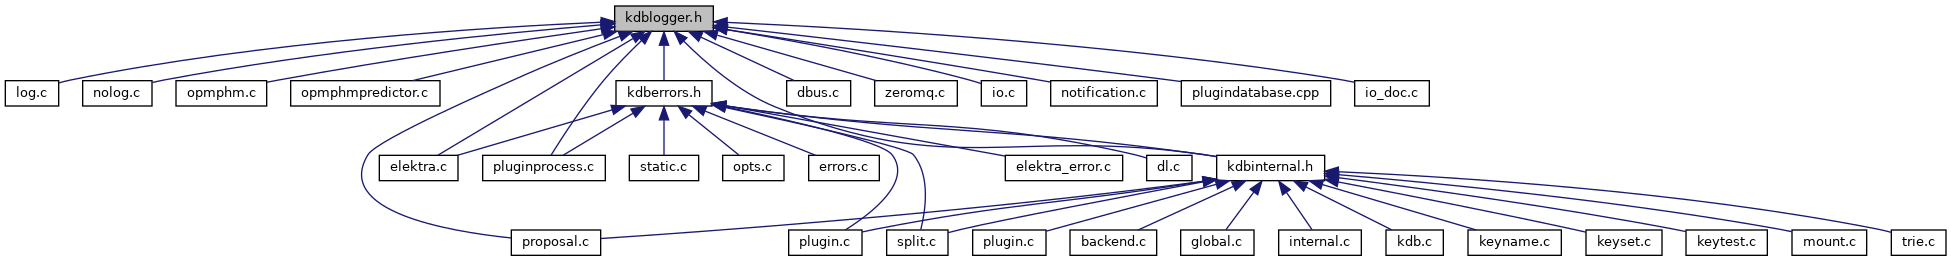 kdblogger.h
log.c
nolog.c
opmphm.c
opmphmpredictor.c
kdberrors.h
dbus.c
zeromq.c
io.c
notification.c
plugindatabase.cpp
io_doc.c
elektra.c
pluginprocess.c
static.c
opts.c
errors.c
elektra_error.c
dl.c
kdbinternal.h
proposal.c
plugin.c
split.c
plugin.c
backend.c
global.c
internal.c
kdb.c
keyname.c
keyset.c
keytest.c
mount.c
trie.c